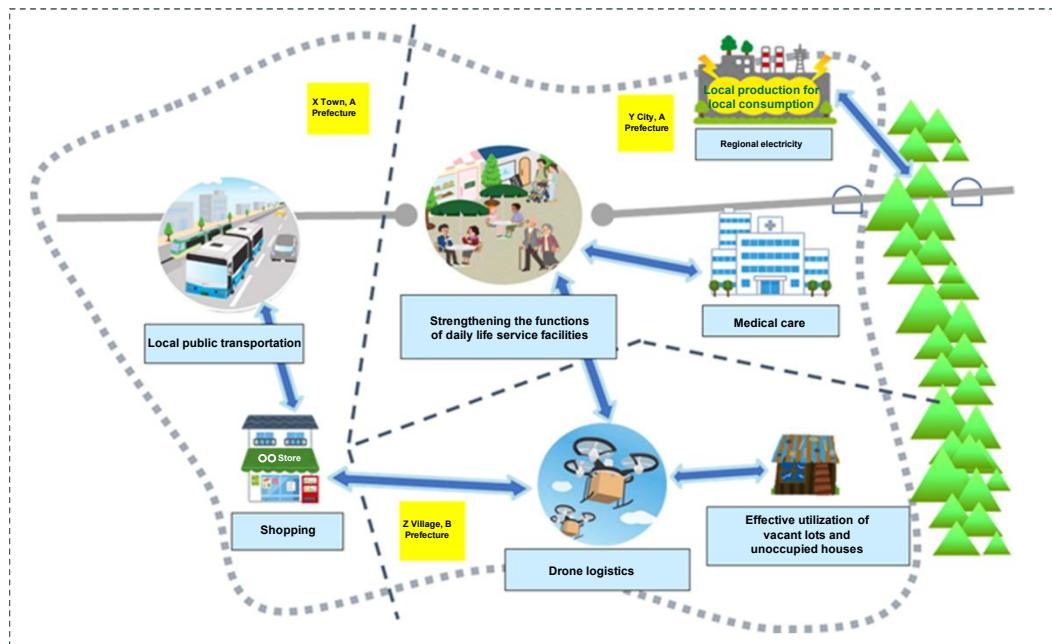 X Town, A
Prefecture
Y City, A
Prefecture
Local production for
local consumption
Regional electricity
Local public transportation
Strengthening the functions
of daily life service facilities
Medical care
OO Store
Shopping
Z Village, B
Prefecture
Drone logistics
Effective utilization of
vacant lots and
unoccupied houses